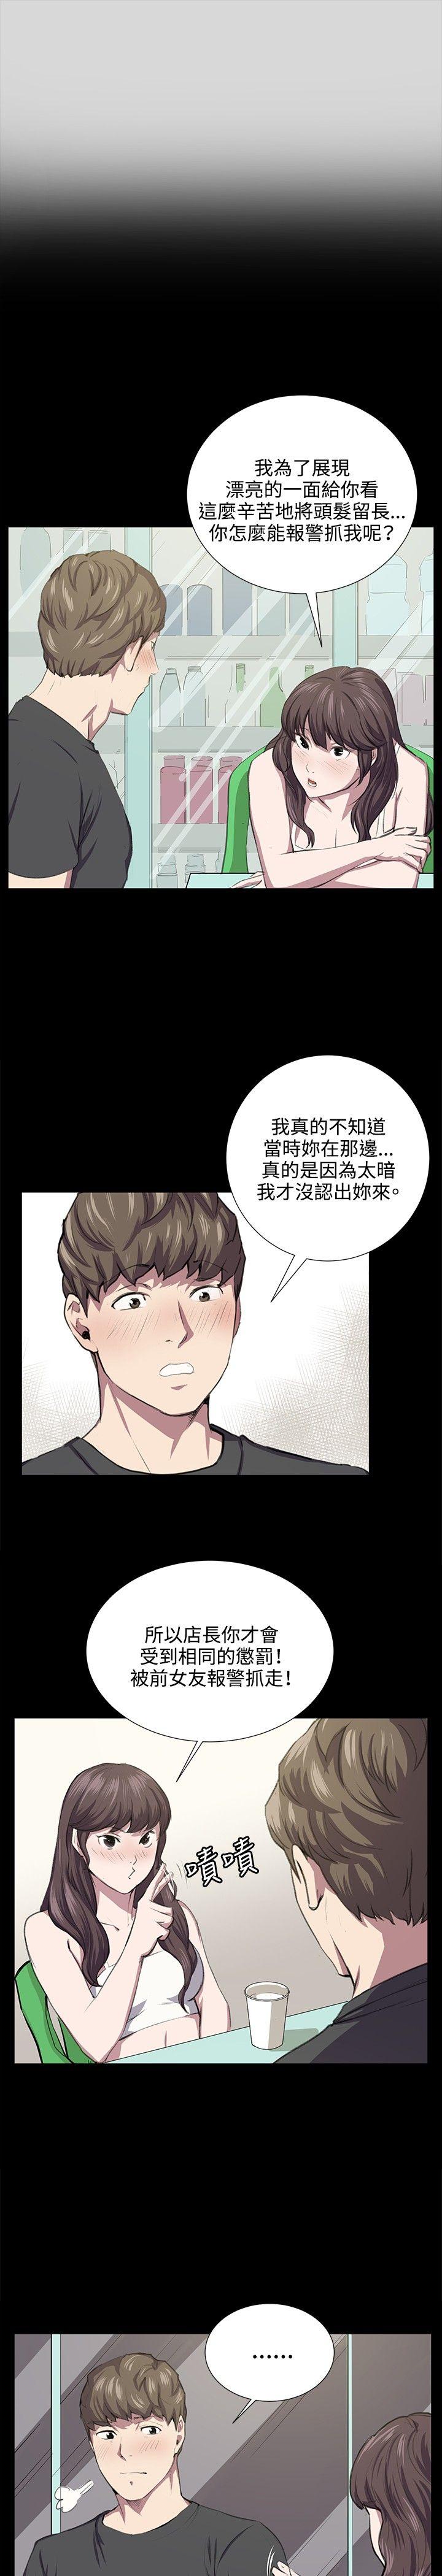 我為了展現
漂亮的一面給你看
這麼辛苦地將頭髮留長...
你怎麼能報警抓我呢？
我真的不知道
當時妳在那邊...
真的是因為太暗
我才沒認出妳來。
所以店長你才會
受到相同的懲罰！
被前女友報警抓走！
嘖嘖
......